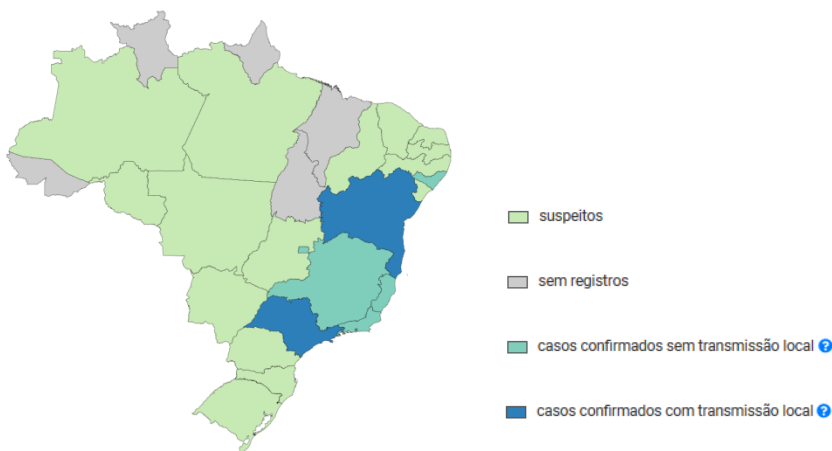 suspeitos
sem registros
casos confirmados sem transmissão local ?
casos confirmados com transmissão local ?